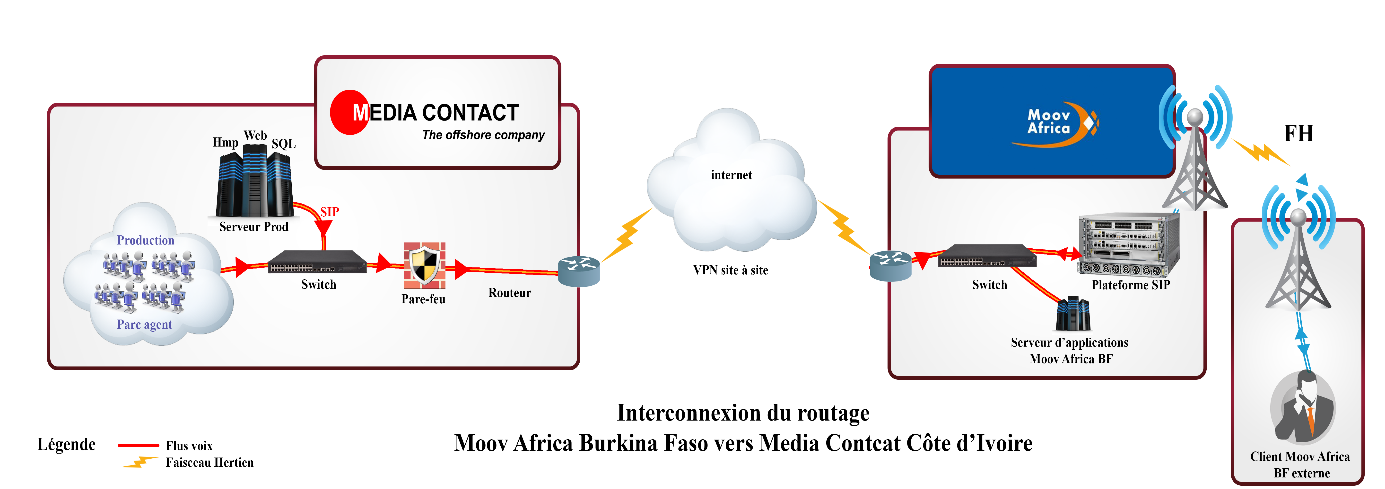 MEDIA CONTACT
The offshore company
Hmp
Web
SQL
Serveur Prod
SIP
Production
Parc agent
Switch
Pare-feu
Routeur
internet
VPN site à site
Moov
Africa
FH
Switch
Plateforme SIP
Serveur d'applications
Moov Africa BF
Client Moov Africa
BF externe
Interconnexion du routage
Moov Africa Burkina Faso vers Media Contcat Côte d'Ivoire
Légende
Flus voix
Faisceau Hertien